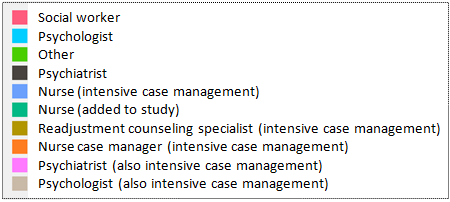 Social worker
Psychologist
Other
Psychiatrist
Nurse (intensive case management)
Nurse (added to study)
Readjustment counseling specialist (intensive case management)
Nurse case manager (intensive case management)
Psychiatrist (also intensive case management)
Psychologist (also intensive case management)